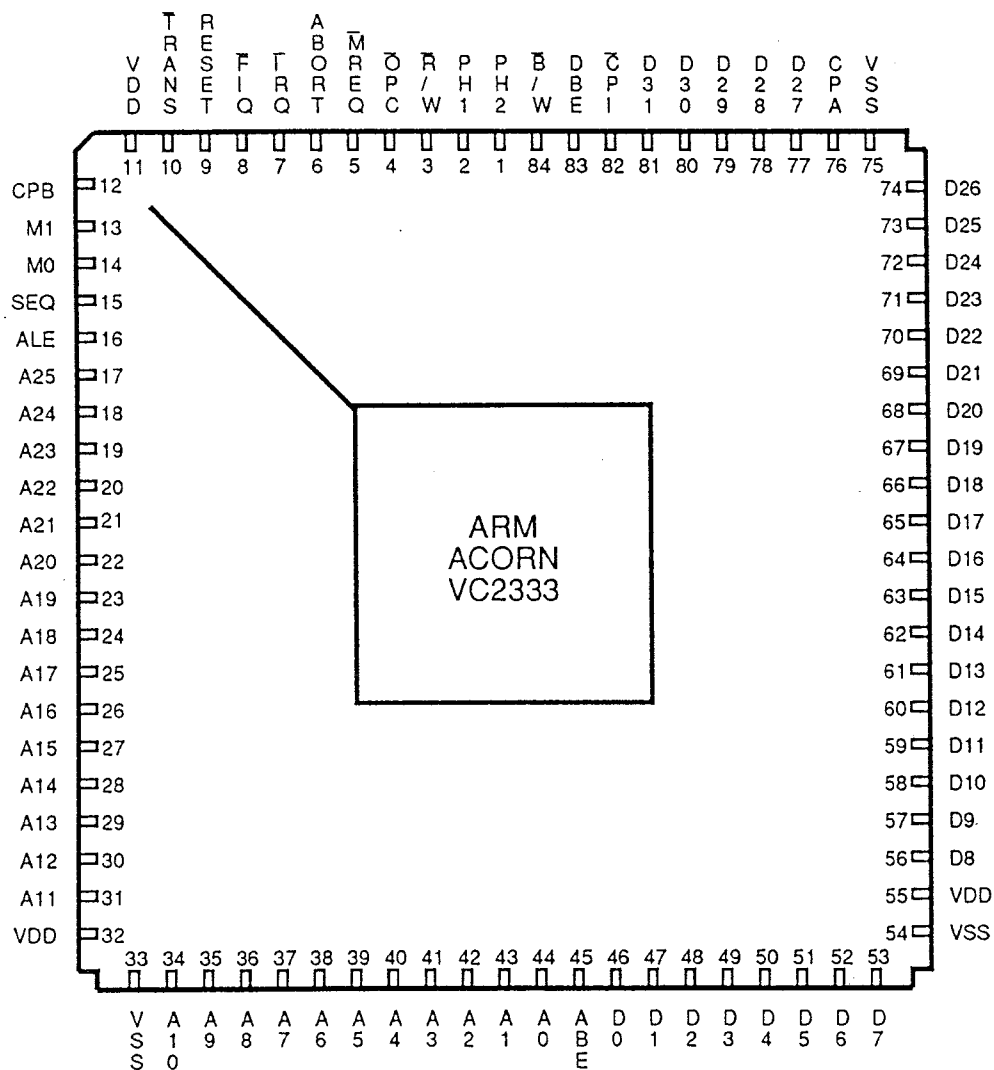 VDD T̅RANS RESET F̅IQ I̅RQ ABORT M̅REQ O̅PC R̅/W PH1 PH2 B̅/W DBE C̅PI D31 D30 D29 D28 D27 CPA VSS
11 10 9 8 7 6 5 4 3 2 1 84 83 82 81 80 79 78 77 76 75
CPB 12 74 D26
M1 13 73 D25
M0 14 72 D24
SEQ 15 71 D23
ALE 16 70 D22
A25 17 69 D21
A24 18 68 D20
A23 19 67 D19
A22 20 66 D18
A21 21 65 D17
A20 22 64 D16
A19 23 63 D15
A18 24 62 D14
A17 25 61 D13
A16 26 60 D12
A15 27 59 D11
A14 28 58 D10
A13 29 57 D9
A12 30 56 D8
A11 31 55 VDD
VDD 32 54 VSS
ARM
ACORN
VC2333
33 34 35 36 37 38 39 40 41 42 43 44 45 46 47 48 49 50 51 52 53
VSS A10 A9 A8 A7 A6 A5 A4 A3 A2 A1 A0 ABE D0 D1 D2 D3 D4 D5 D6 D7